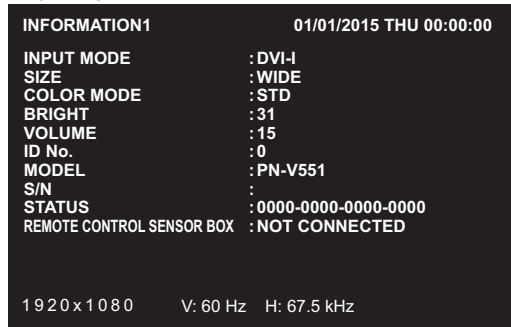 INFORMATION1 01/01/2015 THU 00:00:00
INPUT MODE :DVI-I
SIZE :WIDE
COLOR MODE :STD
BRIGHT :31
VOLUME :15
ID No. :0
MODEL :PN-V551
S/N :
STATUS :0000-0000-0000-0000
REMOTE CONTROL SENSOR BOX :NOT CONNECTED
1920x1080 V: 60 Hz H: 67.5 kHz